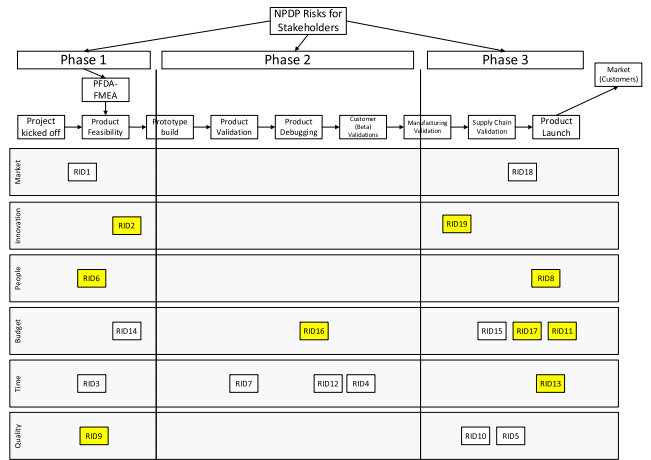 NPDP Risks for
Stakeholders
Phase 1
Phase 2
Phase 3
Market
(Customers)
PFDA-
FMEA
Project
kicked off
Product
Feasibility
Prototype
build
Product
Validation
Product
Debugging
Customer
(Beta)
Validations
Manufacturing
Validation
Supply Chain
Validation
Product
Launch
Market
RID1
RID18
Innovation
RID2
RID19
People
RID6
RID8
Budget
RID14
RID16
RID15
RID17
RID11
Time
RID3
RID7
RID12
RID4
RID13
Quality
RID9
RID10
RID5